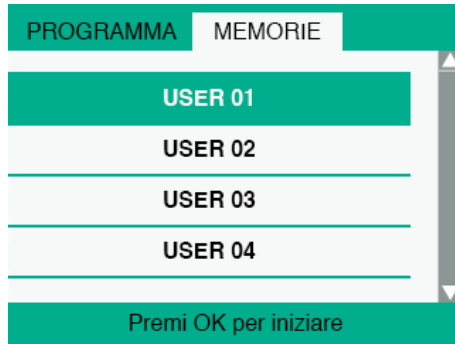 PROGRAMMA MEMORIE
USER 01
USER 02
USER 03
USER 04
Premi OK per iniziare